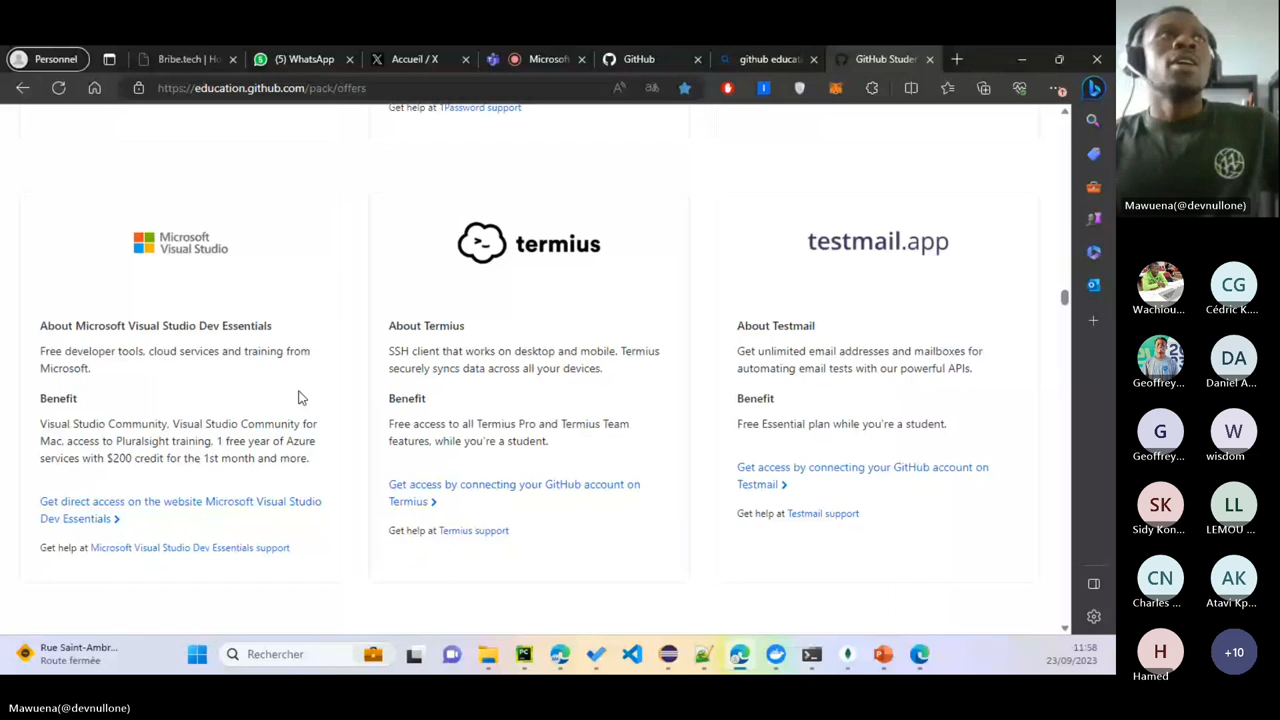 Personnel
Bribe.tech | Ho
(5) WhatsApp
Accueil / X
Microsof
GitHub
github educati
GitHub Studen
https://education.github.com/pack/offers
Get help at 1Password support
Microsoft
Visual Studio
termius
testmail.app
About Microsoft Visual Studio Dev Essentials
Free developer tools, cloud services and training from
Microsoft.
Benefit
Visual Studio Community, Visual Studio Community for
Mac, access to Pluralsight training, 1 free year of Azure
services with $200 credit for the 1st month and more.
Get direct access on the website Microsoft Visual Studio
Dev Essentials
Get help at Microsoft Visual Studio Dev Essentials support
About Termius
SSH client that works on desktop and mobile. Termius
securely syncs data across all your devices.
Benefit
Free access to all Termius Pro and Termius Team
features, while you're a student.
Get access by connecting your GitHub account on
Termius
Get help at Termius support
About Testmail
Get unlimited email addresses and mailboxes for
automating email tests with our powerful APIs.
Benefit
Free Essential plan while you're a student.
Get access by connecting your GitHub account on
Testmail
Get help at Testmail support
Rue Saint-Ambr...
Route fermée
Rechercher
11:58
23/09/2023
Mawuena(@devnullone)
Wachiou...
CG
Cédric K....
Geoffrey...
DA
Daniel A...
G
Geoffrey...
W
wisdom
SK
Sidy Kon...
LL
LEMOU ...
CN
Charles ...
AK
Atavi Kp...
H
Hamed
+10
Mawuena(@devnullone)